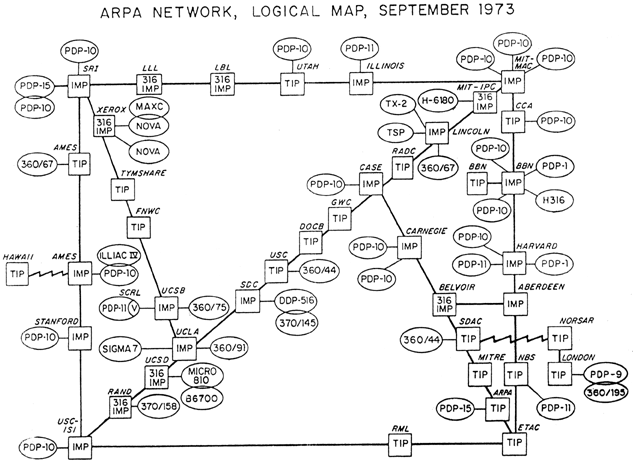 ARPA NETWORK, LOGICAL MAP, SEPTEMBER 1973
PDP-10
SRI
PDP-15
PDP-10
IMP
LLL
316
IMP
LBL
316
IMP
PDP-10
UTAH
TIP
PDP-11
ILLINOIS
IMP
PDP-10
PDP-10
MIT-
MAC
PDP-10
IMP
MIT-IPC
H-6180
316
IMP
CCA
TIP
PDP-10
XEROX
316
IMP
MAXC
NOVA
NOVA
TX-2
TSP
IMP
LINCOLN
360/67
RADC
TIP
AMES
360/67
TIP
TYMSHARE
TIP
CASE
PDP-10
IMP
BBN
TIP
PDP-10
BBN
IMP
PDP-1
PDP-10
H316
FNWC
TIP
GWC
TIP
DOCB
TIP
CARNEGIE
PDP-10
IMP
PDP-10
PDP-10
HARVARD
PDP-11
IMP
PDP-1
HAWAII
TIP
AMES
IMP
ILLIAC IV
PDP-10
USC
TIP
360/44
SDC
IMP
DDP-516
370/145
BELVOIR
316
IMP
ABERDEEN
IMP
SCRL
PDP-11
V
UCSB
IMP
360/75
STANFORD
PDP-10
IMP
UCLA
SIGMA 7
IMP
360/91
SDAC
360/44
TIP
NORSAR
TIP
UCSD
316
IMP
MICRO
810
B6700
MITRE
TIP
NBS
TIP
PDP-11
LONDON
TIP
PDP-9
360/195
RAND
316
IMP
370/158
ARPA
PDP-15
TIP
USC-
ISI
PDP-10
IMP
RML
TIP
ETAC
TIP